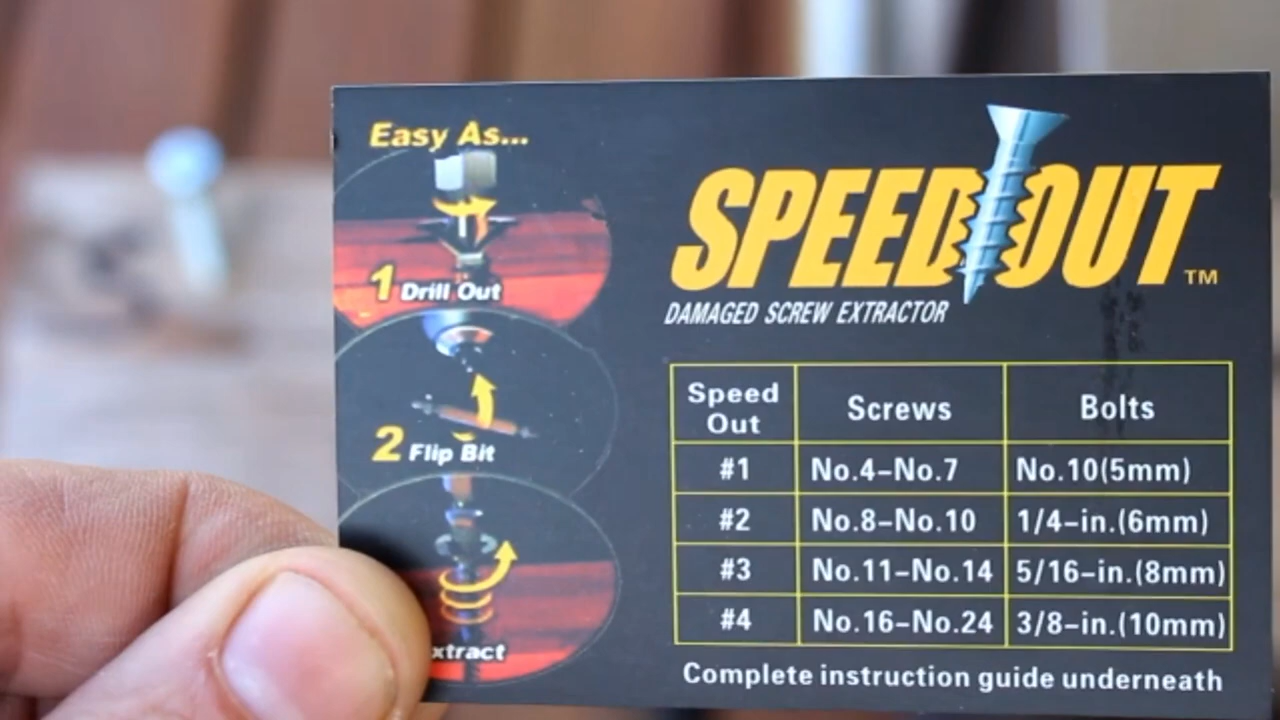 Easy As...
1 Drill Out
2 Flip Bit
xtract
SPEEDOUT™
DAMAGED SCREW EXTRACTOR
Speed Out Screws Bolts
#1 No.4–No.7 No.10(5mm)
#2 No.8–No.10 1/4–in.(6mm)
#3 No.11–No.14 5/16–in.(8mm)
#4 No.16–No.24 3/8–in.(10mm)
Complete instruction guide underneath